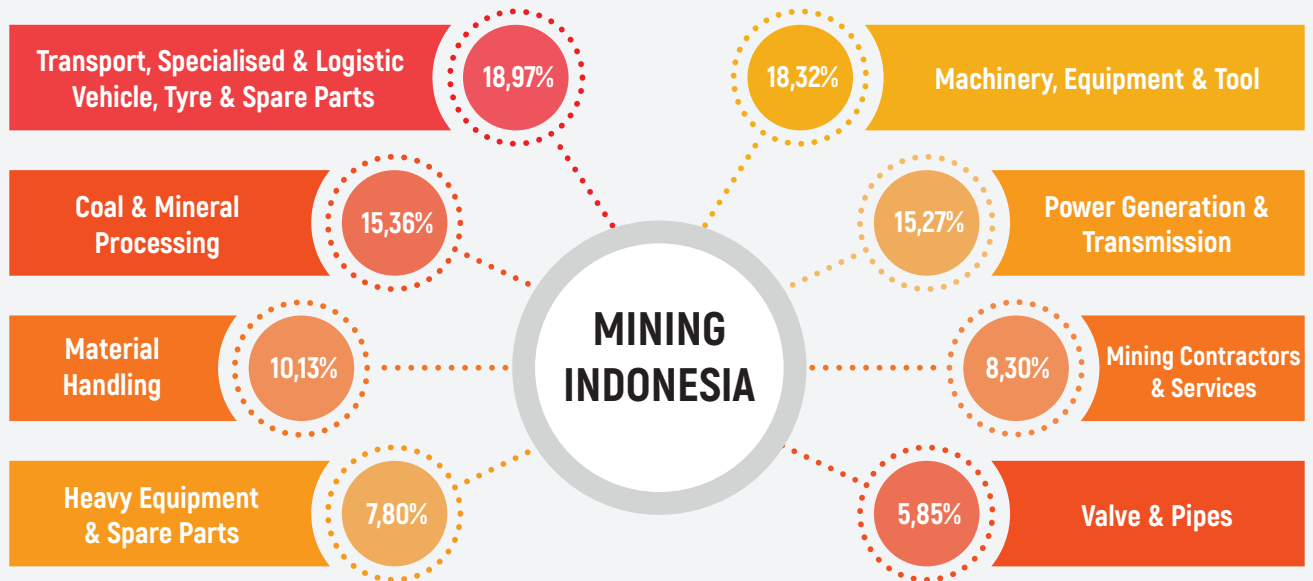 Transport, Specialised & Logistic
Vehicle, Tyre & Spare Parts
18,97%
18,32%
Machinery, Equipment & Tool
Coal & Mineral
Processing
15,36%
15,27%
Power Generation &
Transmission
MINING
INDONESIA
Material
Handling
10,13%
8,30%
Mining Contractors
& Services
Heavy Equipment
& Spare Parts
7,80%
5,85%
Valve & Pipes